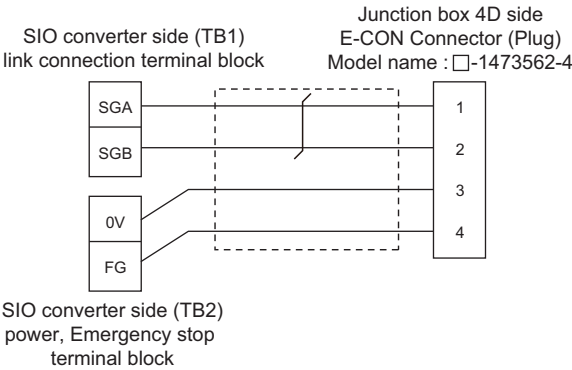 SIO converter side (TB1)
link connection terminal block
Junction box 4D side
E-CON Connector (Plug)
Model name : □-1473562-4
SGA
SGB
0V
FG
1
2
3
4
SIO converter side (TB2)
power, Emergency stop
terminal block